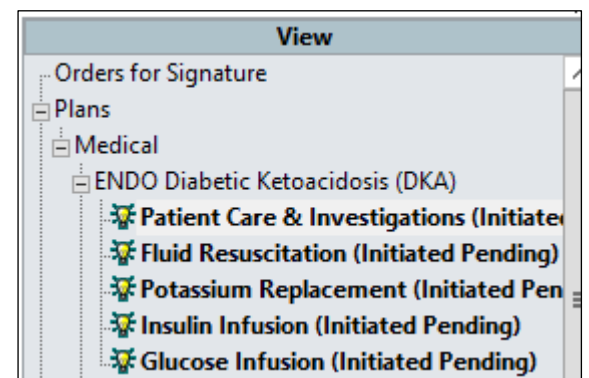 View
Orders for Signature
Plans
Medical
ENDO Diabetic Ketoacidosis (DKA)
Patient Care & Investigations (Initiated
Fluid Resuscitation (Initiated Pending)
Potassium Replacement (Initiated Pen
Insulin Infusion (Initiated Pending)
Glucose Infusion (Initiated Pending)